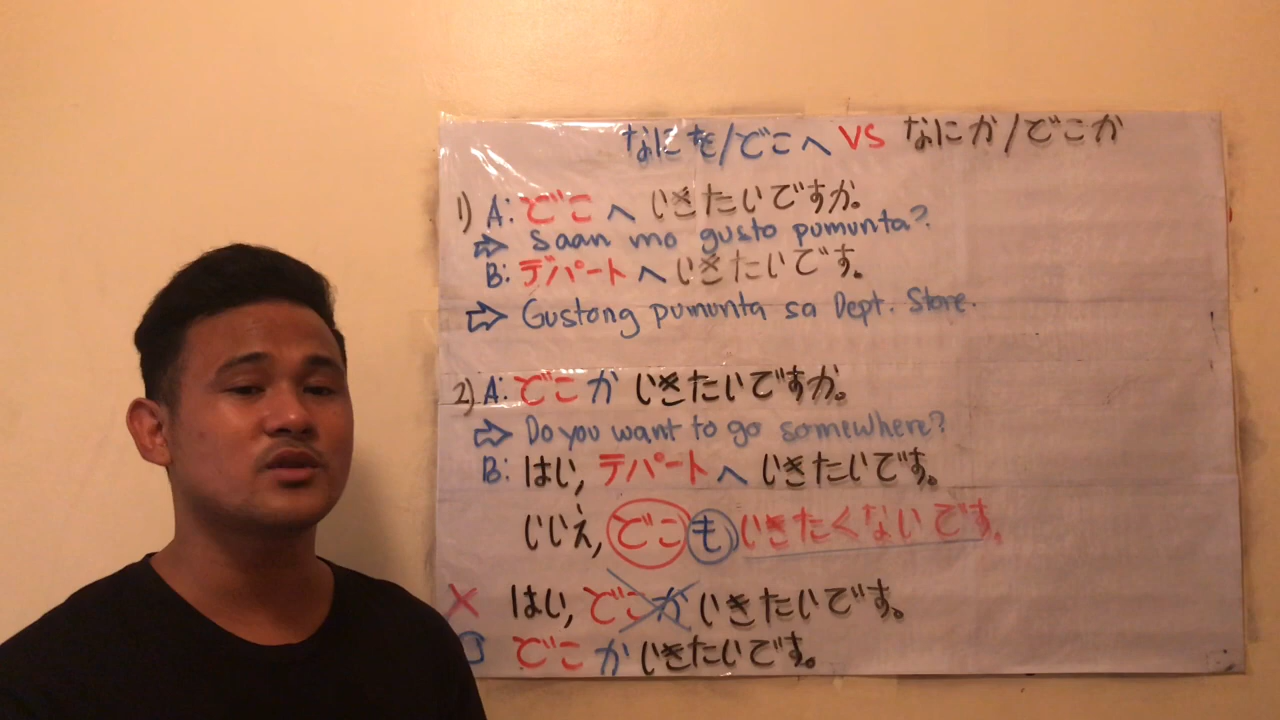 なにを/どこへ VS なにか/どこか
1) A: どこへ いきたいですか。
⇨ Saan mo gusto pumunta?
B: デパートへいきたいです。
⇨ Gustong pumunta sa Dept. Store.
2) A: どこか いきたいですか。
⇨ Do you want to go somewhere?
B: はい, デパートへ いきたいです。
いいえ, どこも いきたくないです。
× はい, どこか いきたいです。
○ どこか いきたいです。